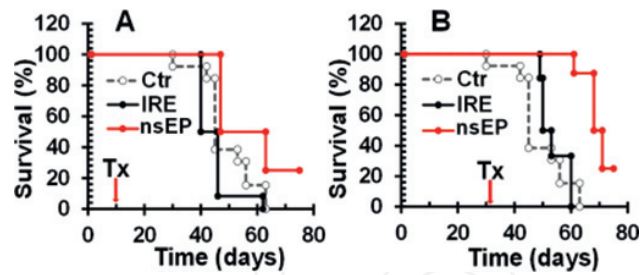 A
Survival (%)
120
100
80
60
40
20
0
Ctr
IRE
nsEP
Tx
0 20 40 60 80
Time (days)
B
Survival (%)
120
100
80
60
40
20
0
Ctr
IRE
nsEP
Tx
0 20 40 60 80
Time (days)